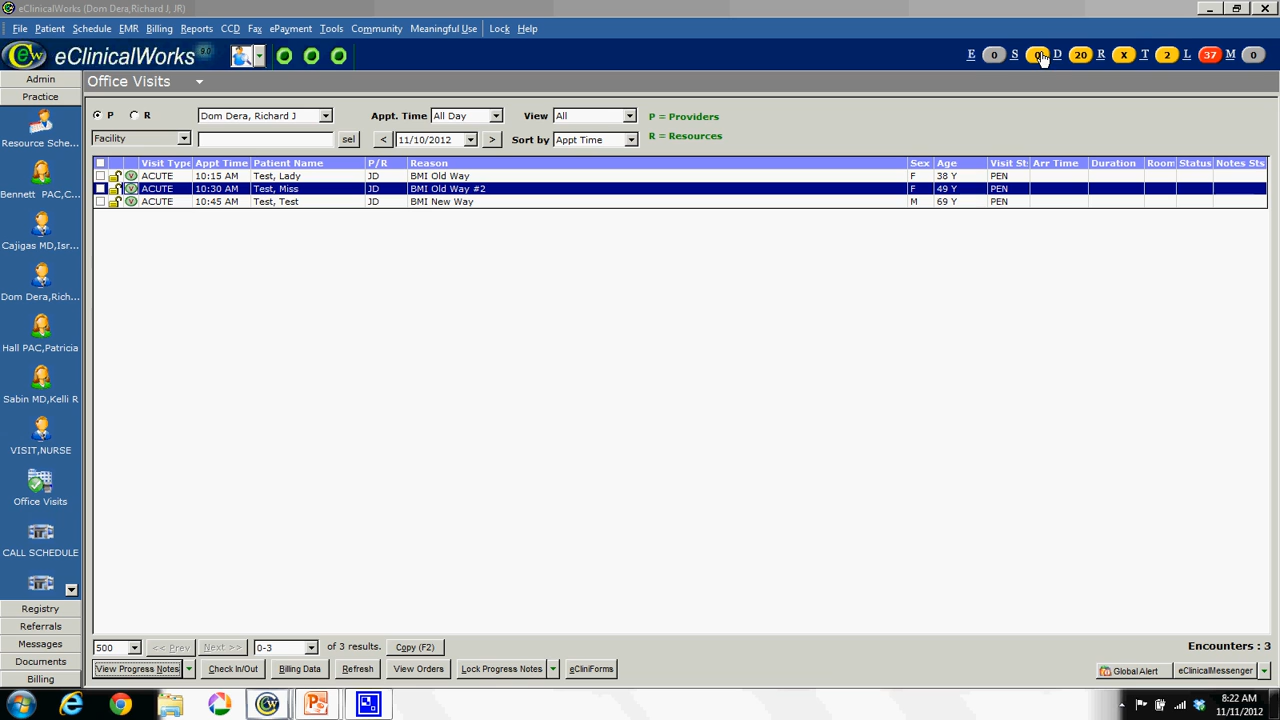 eClinicalWorks (Dom Dera,Richard J, JR)
File Patient Schedule EMR Billing Reports CCD Fax ePayment Tools Community Meaningful Use Lock Help
eCW eClinicalWorks 9.0 E 0 S D 20 R X T 2 L 37 M 0
Admin
Practice
Resource Sche...
Bennett PAC,C...
Cajigas MD,Isr...
Dom Dera,Rich...
Hall PAC,Patricia
Sabin MD,Kelli R
VISIT,NURSE
Office Visits
CALL SCHEDULE
Registry
Referrals
Messages
Documents
Billing
Office Visits
P R Dom Dera, Richard J Appt. Time All Day View All P = Providers
Facility sel < 11/10/2012 > Sort by Appt Time R = Resources
Visit Type Appt Time Patient Name P/R Reason Sex Age Visit St: Arr Time Duration Room Status Notes Sts
V ACUTE 10:15 AM Test, Lady JD BMI Old Way F 38 Y PEN
V ACUTE 10:30 AM Test, Miss JD BMI Old Way #2 F 49 Y PEN
V ACUTE 10:45 AM Test, Test JD BMI New Way M 69 Y PEN
500 << Prev Next >> 0-3 of 3 results. Copy (F2) Encounters : 3
View Progress Notes Check In/Out Billing Data Refresh View Orders Lock Progress Notes eCliniForms Global Alert eClinicalMessenger
8:22 AM
11/11/2012